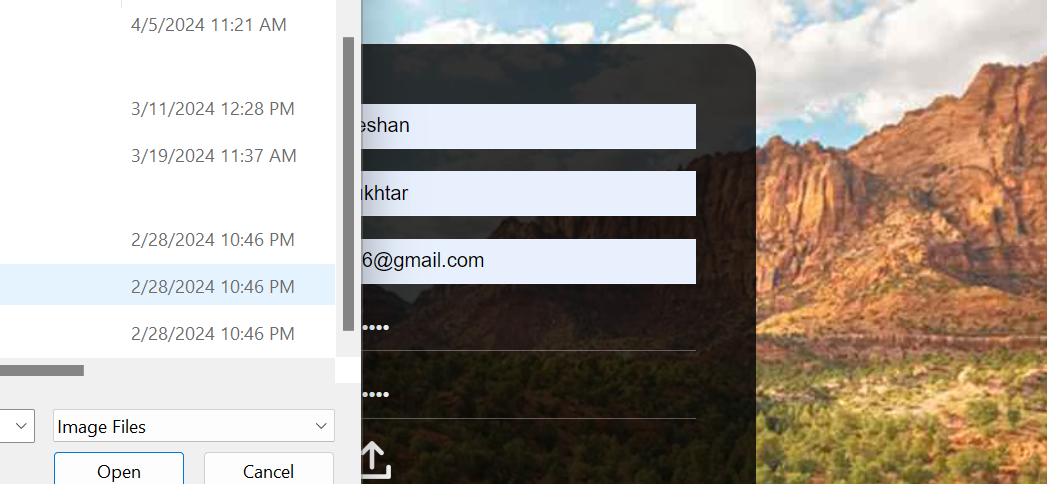 4/5/2024 11:21 AM
3/11/2024 12:28 PM
3/19/2024 11:37 AM
2/28/2024 10:46 PM
2/28/2024 10:46 PM
2/28/2024 10:46 PM
Image Files
Open
Cancel
eshan
khtar
6@gmail.com